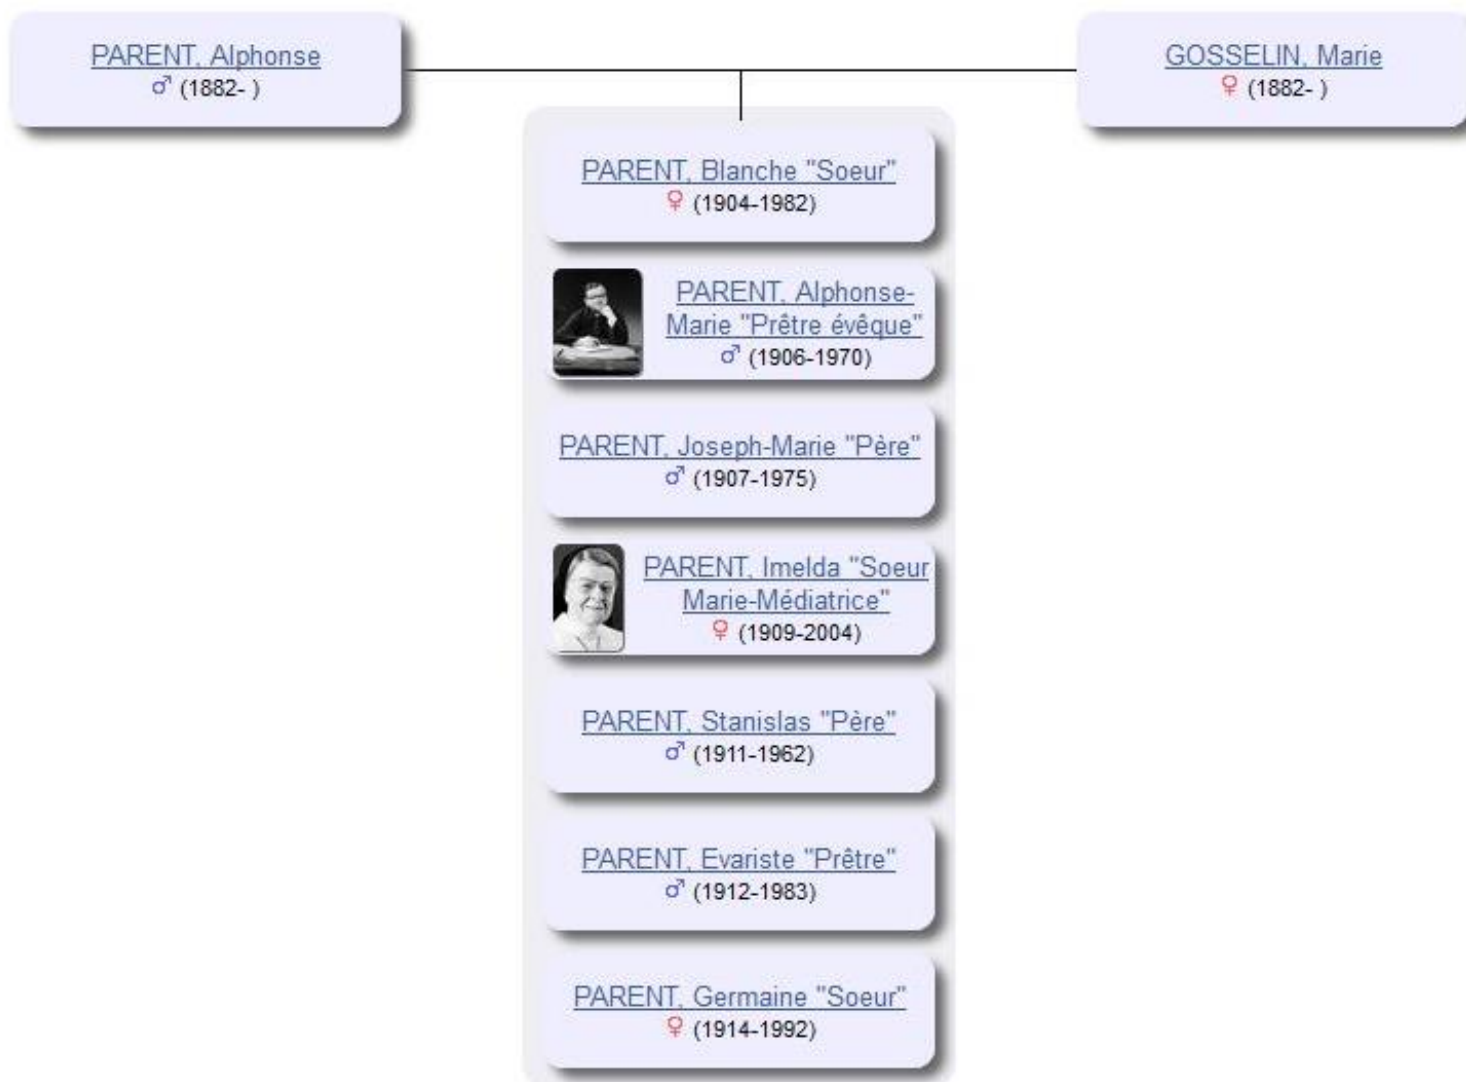 PARENT, Alphonse
♂ (1882- )
GOSSELIN, Marie
♀ (1882- )
PARENT, Blanche "Soeur"
♀ (1904-1982)
PARENT, Alphonse-
Marie "Prêtre évêque"
♂ (1906-1970)
PARENT, Joseph-Marie "Père"
♂ (1907-1975)
PARENT, Imelda "Soeur
Marie-Médiatrice"
♀ (1909-2004)
PARENT, Stanislas "Père"
♂ (1911-1962)
PARENT, Evariste "Prêtre"
♂ (1912-1983)
PARENT, Germaine "Soeur"
♀ (1914-1992)